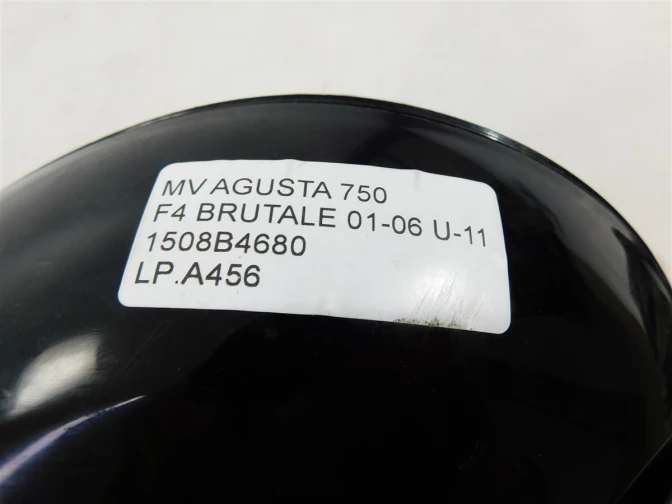 MV AGUSTA 750
F4 BRUTALE 01-06 U-11
1508B4680
LP.A456